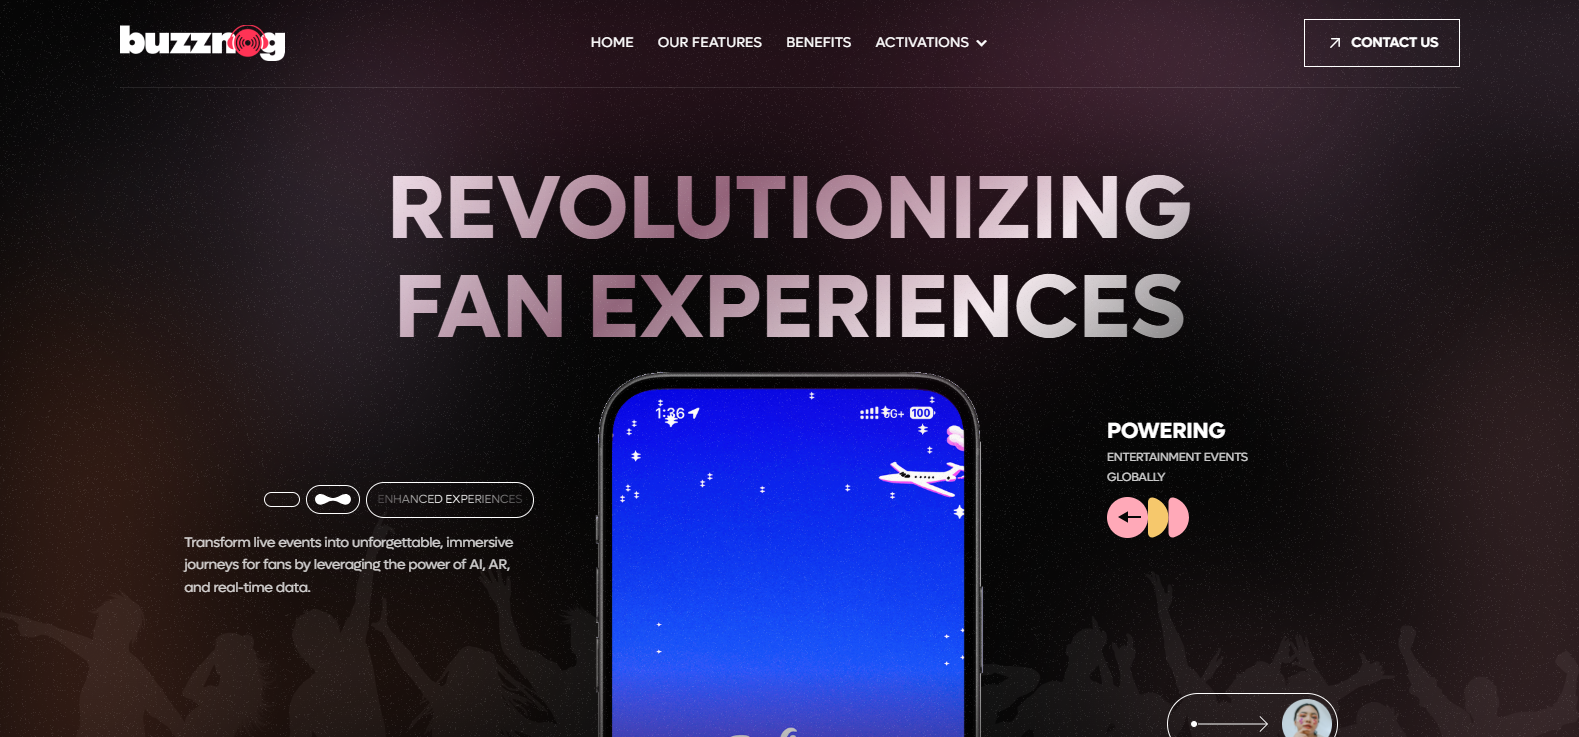 buzznog
HOME
OUR FEATURES
BENEFITS
ACTIVATIONS
CONTACT US
REVOLUTIONIZING
FAN EXPERIENCES
1:36
5G+
100
POWERING
ENTERTAINMENT EVENTS
GLOBALLY
ENHANCED EXPERIENCES
Transform live events into unforgettable, immersive
journeys for fans by leveraging the power of AI, AR,
and real-time data.